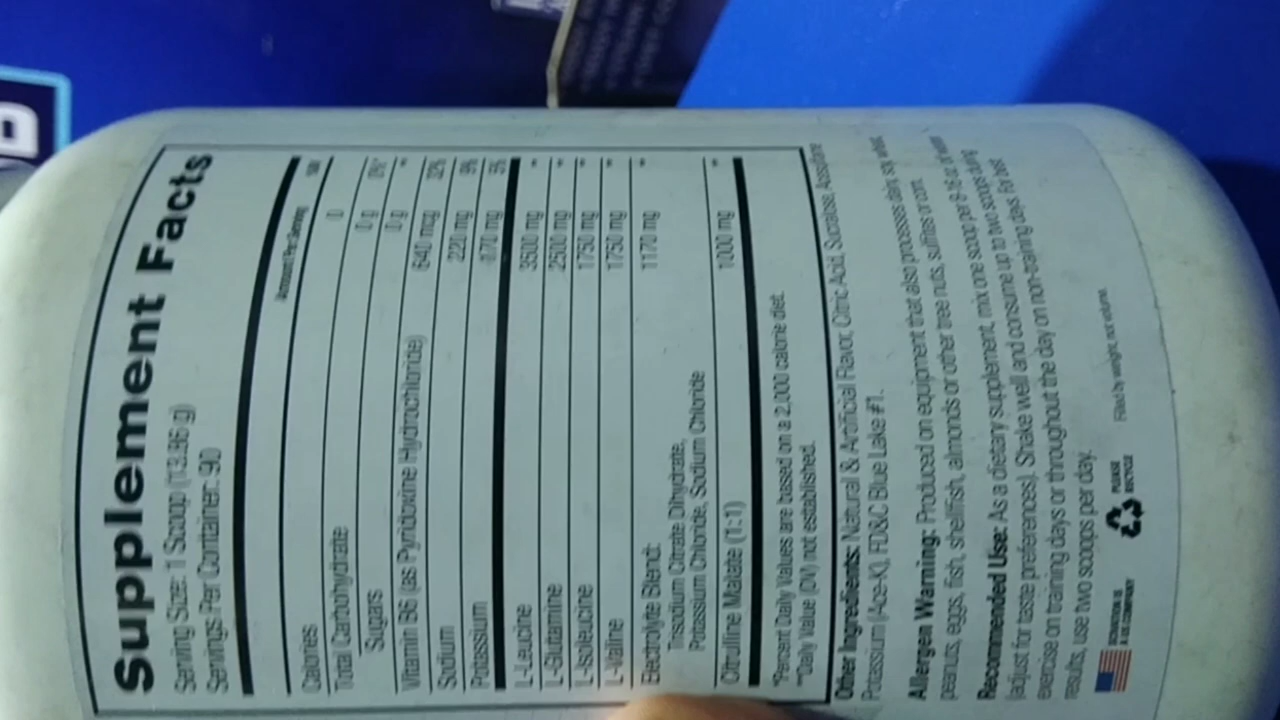 Supplement Facts
Serving Size: 1 Scoop (13.86 g)
Servings Per Container: 90
Amount Per Serving %DV
Calories 0
Total Carbohydrate 0 g 0%*
Sugars 0 g **
Vitamin B6 (as Pyridoxine Hydrochloride) 640 mcg 32%
Sodium 220 mg 9%
Potassium 170 mg 5%
L-Leucine 3500 mg **
L-Glutamine 2500 mg **
L-Isoleucine 1750 mg **
L-Valine 1750 mg **
Electrolyte Blend: 1170 mg **
Trisodium Citrate Dihydrate,
Potassium Chloride, Sodium Chloride
Citrulline Malate (1:1) 1000 mg **
*Percent Daily Values are based on a 2,000 calorie diet.
**Daily Value (DV) not established.
Other Ingredients: Natural & Artificial Flavor, Citric Acid, Sucralose, Acesulfame
Potassium (Ace-K), FD&C Blue Lake #1.
Allergen Warning: Produced on equipment that also processes dairy, soy, wheat,
peanuts, eggs, fish, shellfish, almonds or other tree nuts, sulfites or corn.
Recommended Use: As a dietary supplement, mix one scoop per 8-16 oz of water
(adjust for taste preferences). Shake well and consume up to two scoops during
exercise on training days or throughout the day on non-training days. For best
results, use two scoops per day.
A US COMPANY
PLEASE
RECYCLE
Filled by weight, not volume.